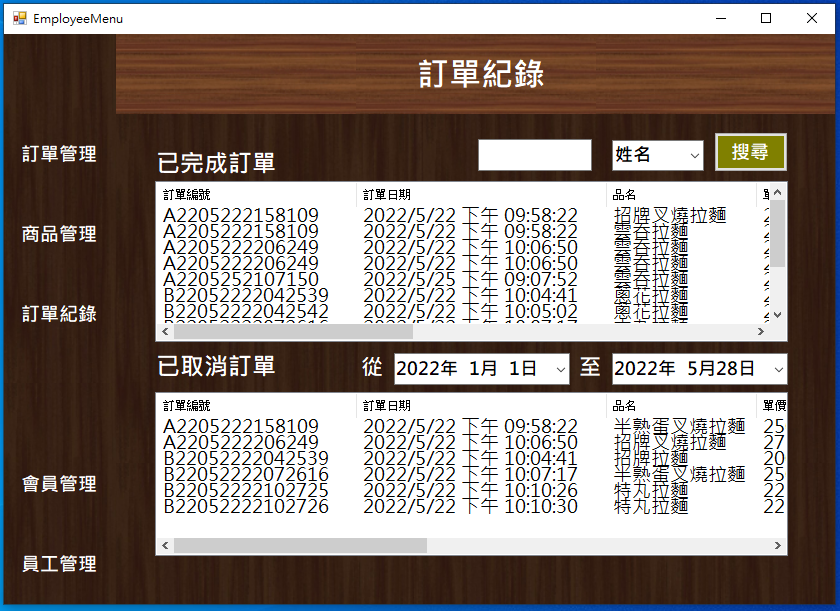 EmployeeMenu
訂單紀錄
訂單管理
商品管理
訂單紀錄
會員管理
員工管理
已完成訂單 姓名 搜尋
訂單編號 訂單日期 品名
A2205222158109 2022/5/22 下午 09:58:22 招牌叉燒拉麵
A2205222158109 2022/5/22 下午 09:58:22 雲吞拉麵
A2205222206249 2022/5/22 下午 10:06:50 雲吞拉麵
A2205222206249 2022/5/22 下午 10:06:50 雲吞拉麵
A2205252107150 2022/5/25 下午 09:07:52 雲吞拉麵
B22052222042539 2022/5/22 下午 10:04:41 蔥花拉麵
B22052222042542 2022/5/22 下午 10:05:02 蔥花拉麵
已取消訂單 從 2022年 1月 1日 至 2022年 5月28日
訂單編號 訂單日期 品名 單價
A2205222158109 2022/5/22 下午 09:58:22 半熟蛋叉燒拉麵 25
A2205222206249 2022/5/22 下午 10:06:50 招牌叉燒拉麵 27
B22052222042539 2022/5/22 下午 10:04:41 招牌拉麵 20
B22052222072616 2022/5/22 下午 10:07:17 半熟蛋叉燒拉麵 25
B22052222102725 2022/5/22 下午 10:10:26 特丸拉麵 22
B22052222102726 2022/5/22 下午 10:10:30 特丸拉麵 22